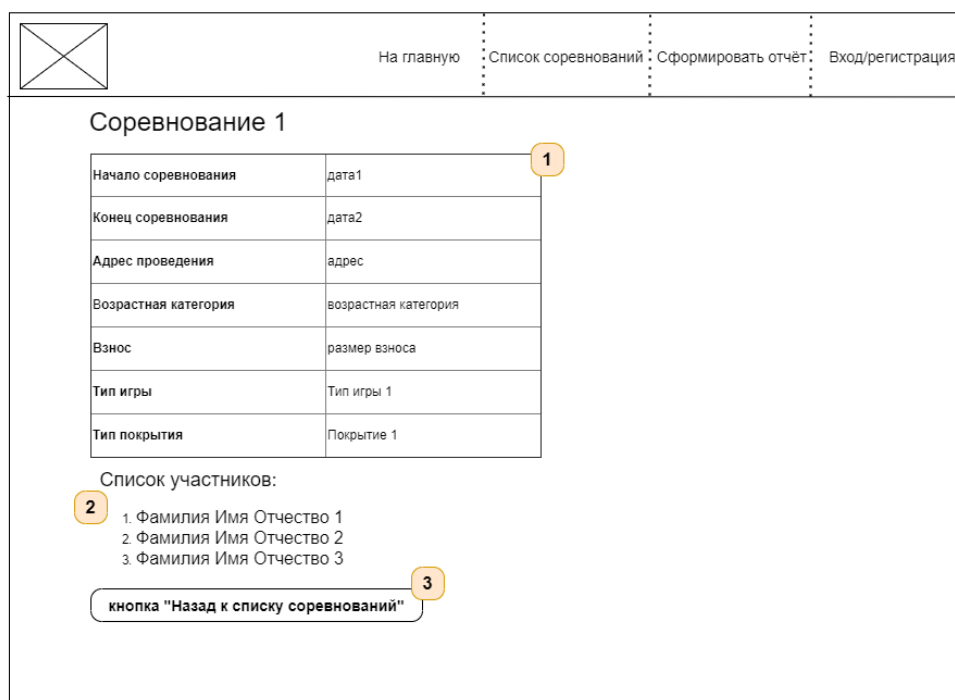 На главную Список соревнований Сформировать отчёт Вход/регистрация
Соревнование 1
1
Начало соревнования дата1
Конец соревнования дата2
Адрес проведения адрес
Возрастная категория возрастная категория
Взнос размер взноса
Тип игры Тип игры 1
Тип покрытия Покрытие 1
Список участников:
2
1. Фамилия Имя Отчество 1
2. Фамилия Имя Отчество 2
3. Фамилия Имя Отчество 3
3
кнопка "Назад к списку соревнований"